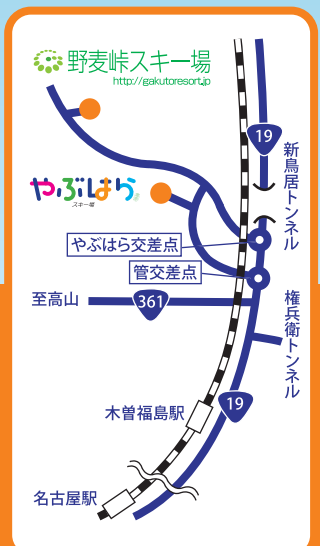 野麦峠スキー場
http://gakutoresort.jp
19
新鳥居トンネル
やぶはら
スキー場
やぶはら交差点
管交差点
至高山
361
権兵衛トンネル
木曽福島駅
19
名古屋駅